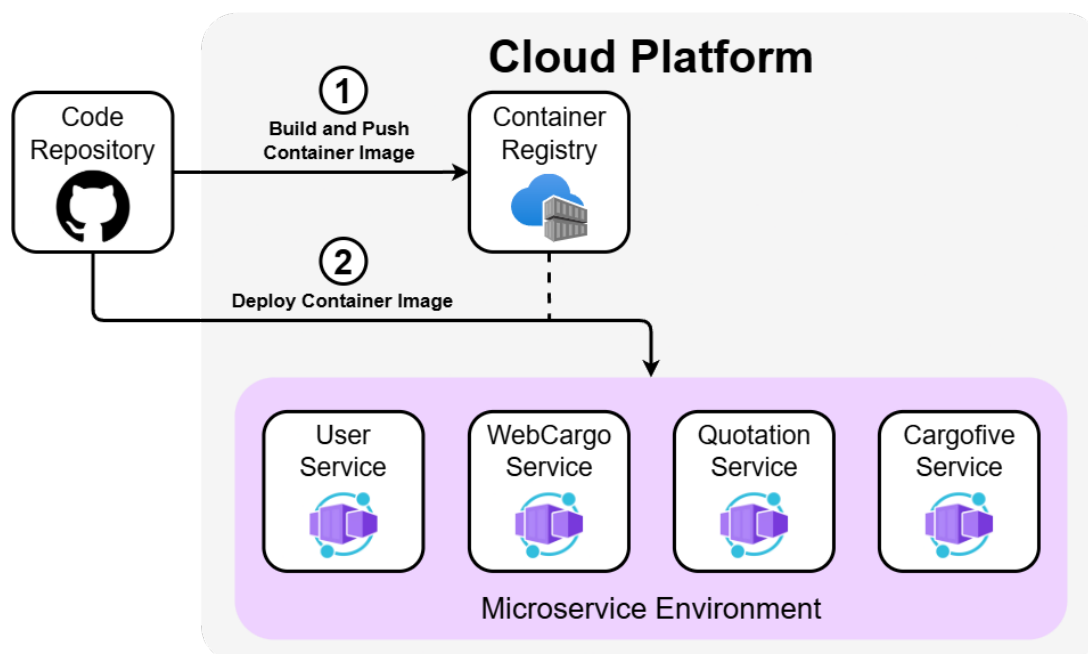 Cloud Platform
Code
Repository
1
Build and Push
Container Image
Container
Registry
2
Deploy Container Image
User
Service
WebCargo
Service
Quotation
Service
Cargofive
Service
Microservice Environment